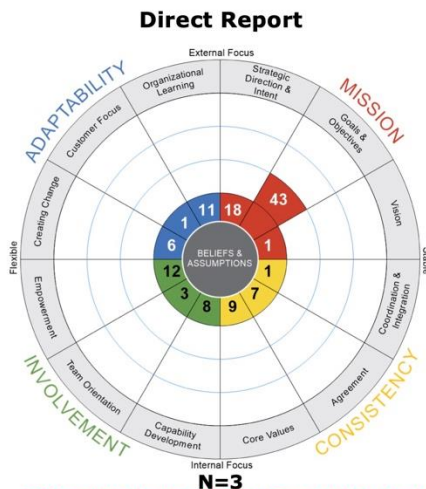 Direct Report
External Focus
ADAPTABILITY
MISSION
Organizational
Learning
Strategic
Direction &
Intent
Customer Focus
Goals &
Objectives
Creating Change
Vision
11
18
43
1
6
1
BELIEFS &
ASSUMPTIONS
Flexible
12
1
3
8
9
7
Empowerment
Coordination &
Integration
Team Orientation
Agreement
Capability
Development
Core Values
INVOLVEMENT
CONSISTENCY
Internal Focus
N=3